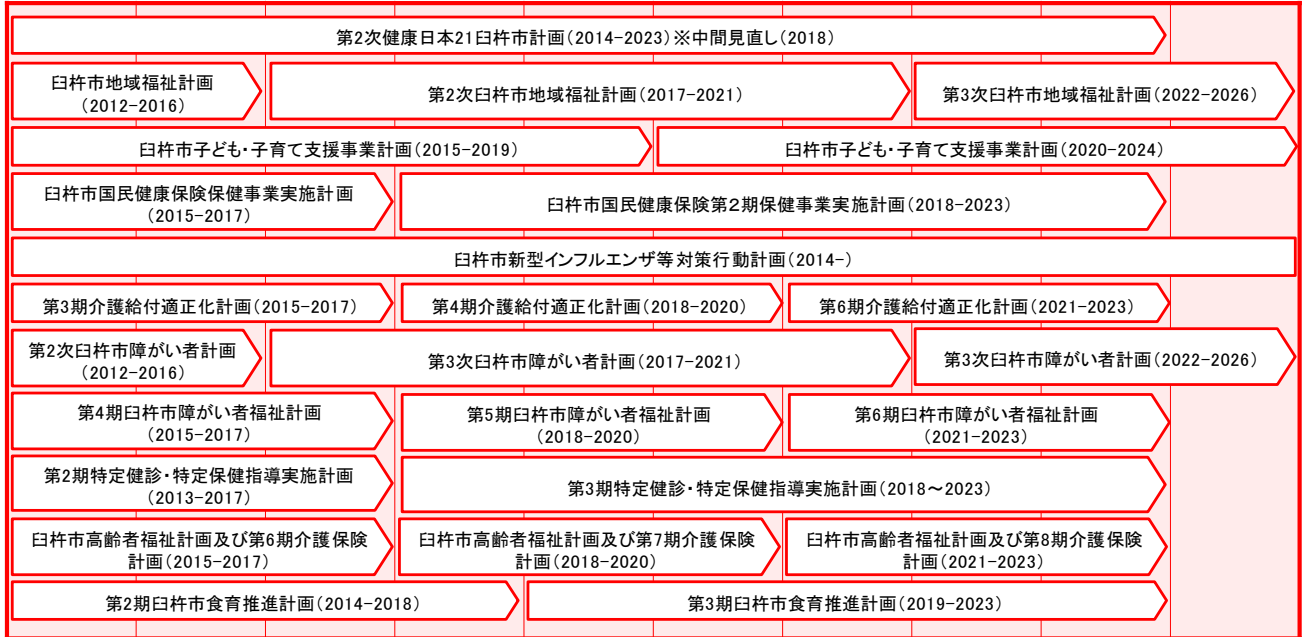 第2次健康日本21臼杵市計画(2014-2023)※中間見直し(2018)
臼杵市地域福祉計画
(2012-2016)
第2次臼杵市地域福祉計画(2017-2021)
第3次臼杵市地域福祉計画(2022-2026)
臼杵市子ども・子育て支援事業計画(2015-2019)
臼杵市子ども・子育て支援事業計画(2020-2024)
臼杵市国民健康保険保健事業実施計画
(2015-2017)
臼杵市国民健康保険第２期保健事業実施計画(2018-2023)
臼杵市新型インフルエンザ等対策行動計画(2014-)
第3期介護給付適正化計画(2015-2017)
第4期介護給付適正化計画(2018-2020)
第6期介護給付適正化計画(2021-2023)
第2次臼杵市障がい者計画
(2012-2016)
第3次臼杵市障がい者計画(2017-2021)
第3次臼杵市障がい者計画(2022-2026)
第4期臼杵市障がい者福祉計画
(2015-2017)
第5期臼杵市障がい者福祉計画
(2018-2020)
第6期臼杵市障がい者福祉計画
(2021-2023)
第2期特定健診・特定保健指導実施計画
(2013-2017)
第3期特定健診・特定保健指導実施計画(2018～2023)
臼杵市高齢者福祉計画及び第6期介護保険
計画(2015-2017)
臼杵市高齢者福祉計画及び第7期介護保険
計画(2018-2020)
臼杵市高齢者福祉計画及び第8期介護保険
計画(2021-2023)
第2期臼杵市食育推進計画(2014-2018)
第3期臼杵市食育推進計画(2019-2023)